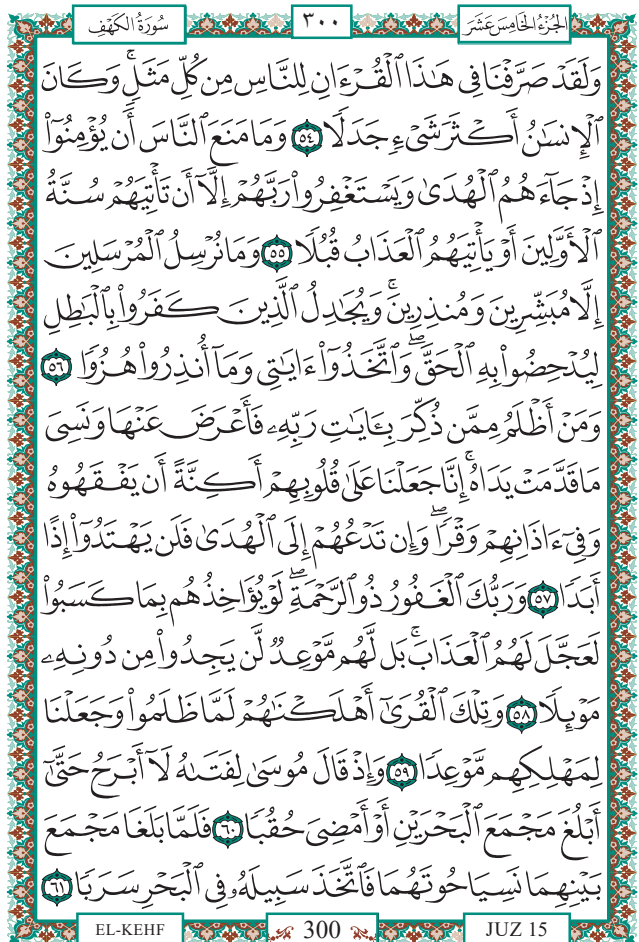 الجُزْءُ الْخَامِسَ عَشَرَ ٣٠٠ سُورَةُ الكَهْفِ
وَلَقَدْ صَرَّفْنَا فِى هَـٰذَا ٱلْقُرْءَانِ لِلنَّاسِ مِن كُلِّ مَثَلٍۚ وَكَانَ
ٱلْإِنسَـٰنُ أَكْثَرَ شَىْءٍ جَدَلًا ٥٤ وَمَا مَنَعَ ٱلنَّاسَ أَن يُؤْمِنُوٓا۟
إِذْ جَآءَهُمُ ٱلْهُدَىٰ وَيَسْتَغْفِرُوا۟ رَبَّهُمْ إِلَّآ أَن تَأْتِيَهُمْ سُنَّةُ
ٱلْأَوَّلِينَ أَوْ يَأْتِيَهُمُ ٱلْعَذَابُ قُبُلًا ٥٥ وَمَا نُرْسِلُ ٱلْمُرْسَلِينَ
إِلَّا مُبَشِّرِينَ وَمُنذِرِينَۚ وَيُجَـٰدِلُ ٱلَّذِينَ كَفَرُوا۟ بِٱلْبَـٰطِلِ
لِيُدْحِضُوا۟ بِهِ ٱلْحَقَّۖ وَٱتَّخَذُوٓا۟ ءَايَـٰتِى وَمَآ أُنذِرُوا۟ هُزُوًا ٥٦
وَمَنْ أَظْلَمُ مِمَّن ذُكِّرَ بِـَٔايَـٰتِ رَبِّهِۦ فَأَعْرَضَ عَنْهَا وَنَسِىَ
مَا قَدَّمَتْ يَدَاهُۚ إِنَّا جَعَلْنَا عَلَىٰ قُلُوبِهِمْ أَكِنَّةً أَن يَفْقَهُوهُ
وَفِىٓ ءَاذَانِهِمْ وَقْرًاۖ وَإِن تَدْعُهُمْ إِلَى ٱلْهُدَىٰ فَلَن يَهْتَدُوٓا۟ إِذًا
أَبَدًا ٥٧ وَرَبُّكَ ٱلْغَفُورُ ذُو ٱلرَّحْمَةِۖ لَوْ يُؤَاخِذُهُم بِمَا كَسَبُوا۟
لَعَجَّلَ لَهُمُ ٱلْعَذَابَۚ بَل لَّهُم مَّوْعِدٌ لَّن يَجِدُوا۟ مِن دُونِهِۦ
مَوْئِلًا ٥٨ وَتِلْكَ ٱلْقُرَىٰٓ أَهْلَكْنَـٰهُمْ لَمَّا ظَلَمُوا۟ وَجَعَلْنَا
لِمَهْلِكِهِم مَّوْعِدًا ٥٩ وَإِذْ قَالَ مُوسَىٰ لِفَتَىٰهُ لَآ أَبْرَحُ حَتَّىٰٓ
أَبْلُغَ مَجْمَعَ ٱلْبَحْرَيْنِ أَوْ أَمْضِىَ حُقُبًا ٦٠ فَلَمَّا بَلَغَا مَجْمَعَ
بَيْنِهِمَا نَسِيَا حُوتَهُمَا فَٱتَّخَذَ سَبِيلَهُۥ فِى ٱلْبَحْرِ سَرَبًا ٦١
EL-KEHF 300 JUZ 15